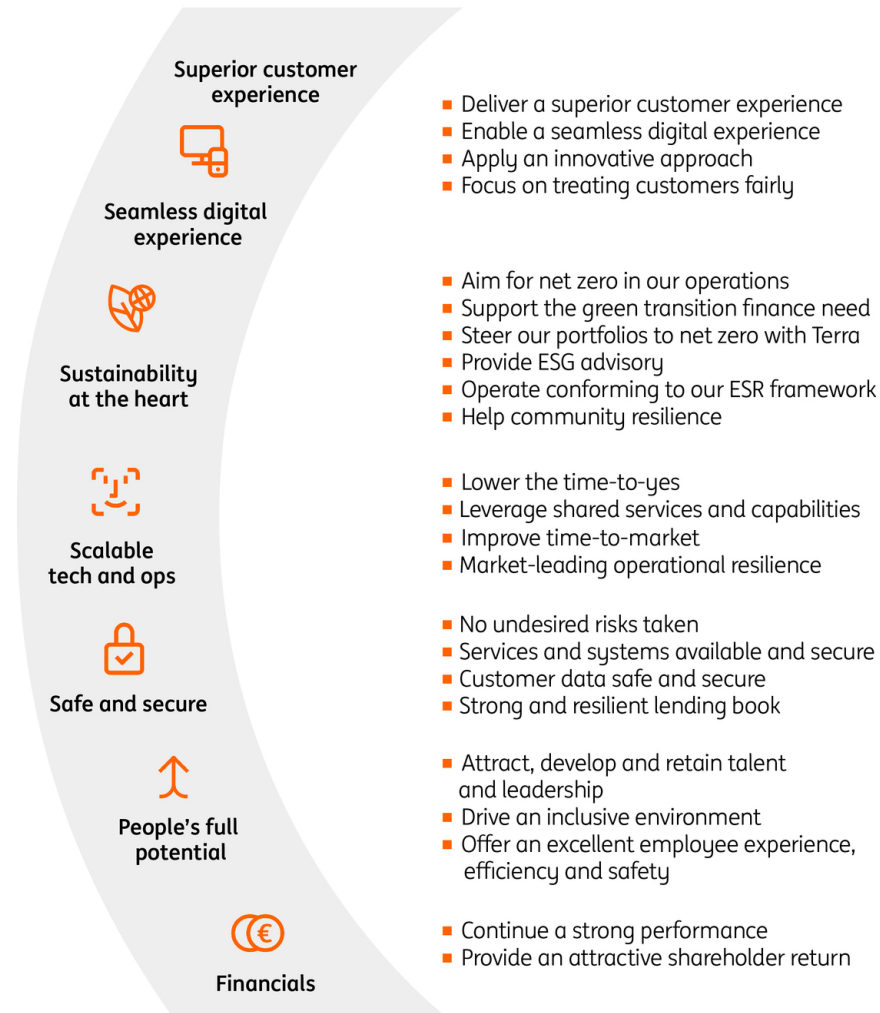 Superior customer
experience
■ Deliver a superior customer experience
■ Enable a seamless digital experience
■ Apply an innovative approach
■ Focus on treating customers fairly
Seamless digital
experience
Sustainability
at the heart
■ Aim for net zero in our operations
■ Support the green transition finance need
■ Steer our portfolios to net zero with Terra
■ Provide ESG advisory
■ Operate conforming to our ESR framework
■ Help community resilience
Scalable
tech and ops
■ Lower the time-to-yes
■ Leverage shared services and capabilities
■ Improve time-to-market
■ Market-leading operational resilience
Safe and secure
■ No undesired risks taken
■ Services and systems available and secure
■ Customer data safe and secure
■ Strong and resilient lending book
People’s full
potential
■ Attract, develop and retain talent
and leadership
■ Drive an inclusive environment
■ Offer an excellent employee experience,
efficiency and safety
€
Financials
■ Continue a strong performance
■ Provide an attractive shareholder return